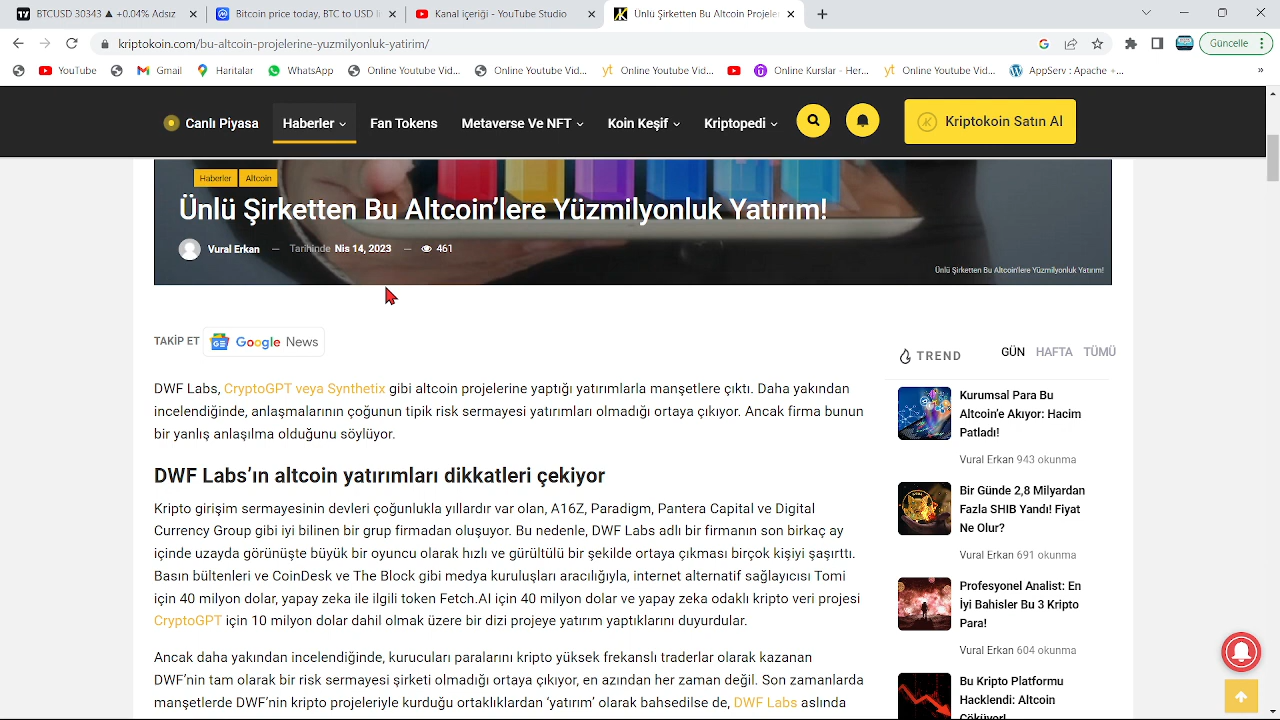 BTCUSD 30343 ▲ +0.04% Adsız
Bitcoin price today, BTC to USD li
Kanal içeriği - YouTube Studio
Ünlü Şirketten Bu Altcoin Projeler
kriptokoin.com/bu-altcoin-projelerine-yuzmilyonluk-yatirim/
Güncelle
YouTube
Gmail
Haritalar
WhatsApp
Online Youtube Vid...
Online Youtube Vid...
Online Youtube Vid...
Online Kurslar - Her...
Online Youtube Vid...
AppServ : Apache +...
»
Canlı Piyasa
Haberler
Fan Tokens
Metaverse Ve NFT
Koin Keşif
Kriptopedi
Kriptokoin Satın Al
Haberler
Altcoin
Ünlü Şirketten Bu Altcoin’lere Yüzmilyonluk Yatırım!
Vural Erkan — Tarihinde Nis 14, 2023 — 461
Ünlü Şirketten Bu Altcoin'lere Yüzmilyonluk Yatırım!
TAKİP ET Google News
DWF Labs, CryptoGPT veya Synthetix gibi altcoin projelerine yaptığı yatırımlarla manşetlere çıktı. Daha yakından
incelendiğinde, anlaşmalarının çoğunun tipik risk sermayesi yatırımları olmadığı ortaya çıkıyor. Ancak firma bunun
bir yanlış anlaşılma olduğunu söylüyor.
DWF Labs’ın altcoin yatırımları dikkatleri çekiyor
Kripto girişim sermayesinin devleri çoğunlukla yıllardır var olan, A16Z, Paradigm, Pantera Capital ve Digital
Currency Group gibi iyi bilinen bir grup firmadan oluşuyor. Bu nedenle, DWF Labs adlı bir firmanın son birkaç ay
içinde uzayda görünüşte büyük bir oyuncu olarak hızlı ve gürültülü bir şekilde ortaya çıkması birçok kişiyi şaşırttı.
Basın bültenleri ve CoinDesk ve The Block gibi medya kuruluşları aracılığıyla, internet alternatif sağlayıcısı Tomi
için 40 milyon dolar, yapay zeka ile ilgili token Fetch.AI için 40 milyon dolar ve yapay zeka odaklı kripto veri projesi
CryptoGPT için 10 milyon dolar dahil olmak üzere bir dizi projeye yatırım yaptıklarını duyurdular.
Ancak daha yakından incelendiğinde, kurucuları paralarını kripto yüksek frekanslı traderlar olarak kazanan
DWF’nin tam olarak bir risk sermayesi şirketi olmadığı ortaya çıkıyor, en azından her zaman değil. Son zamanlarda
manşetler, DWF’nin kripto projeleriyle kurduğu ortaklıklardan ‘yatırım’ olarak bahsedilse de, DWF Labs aslında
TREND
GÜN HAFTA TÜMÜ
Kurumsal Para Bu
Altcoin’e Akıyor: Hacim
Patladı!
Vural Erkan 943 okunma
Bir Günde 2,8 Milyardan
Fazla SHIB Yandı! Fiyat
Ne Olur?
Vural Erkan 691 okunma
Profesyonel Analist: En
İyi Bahisler Bu 3 Kripto
Para!
Vural Erkan 604 okunma
Bu Kripto Platformu
Hacklendi: Altcoin
Çöküyor!